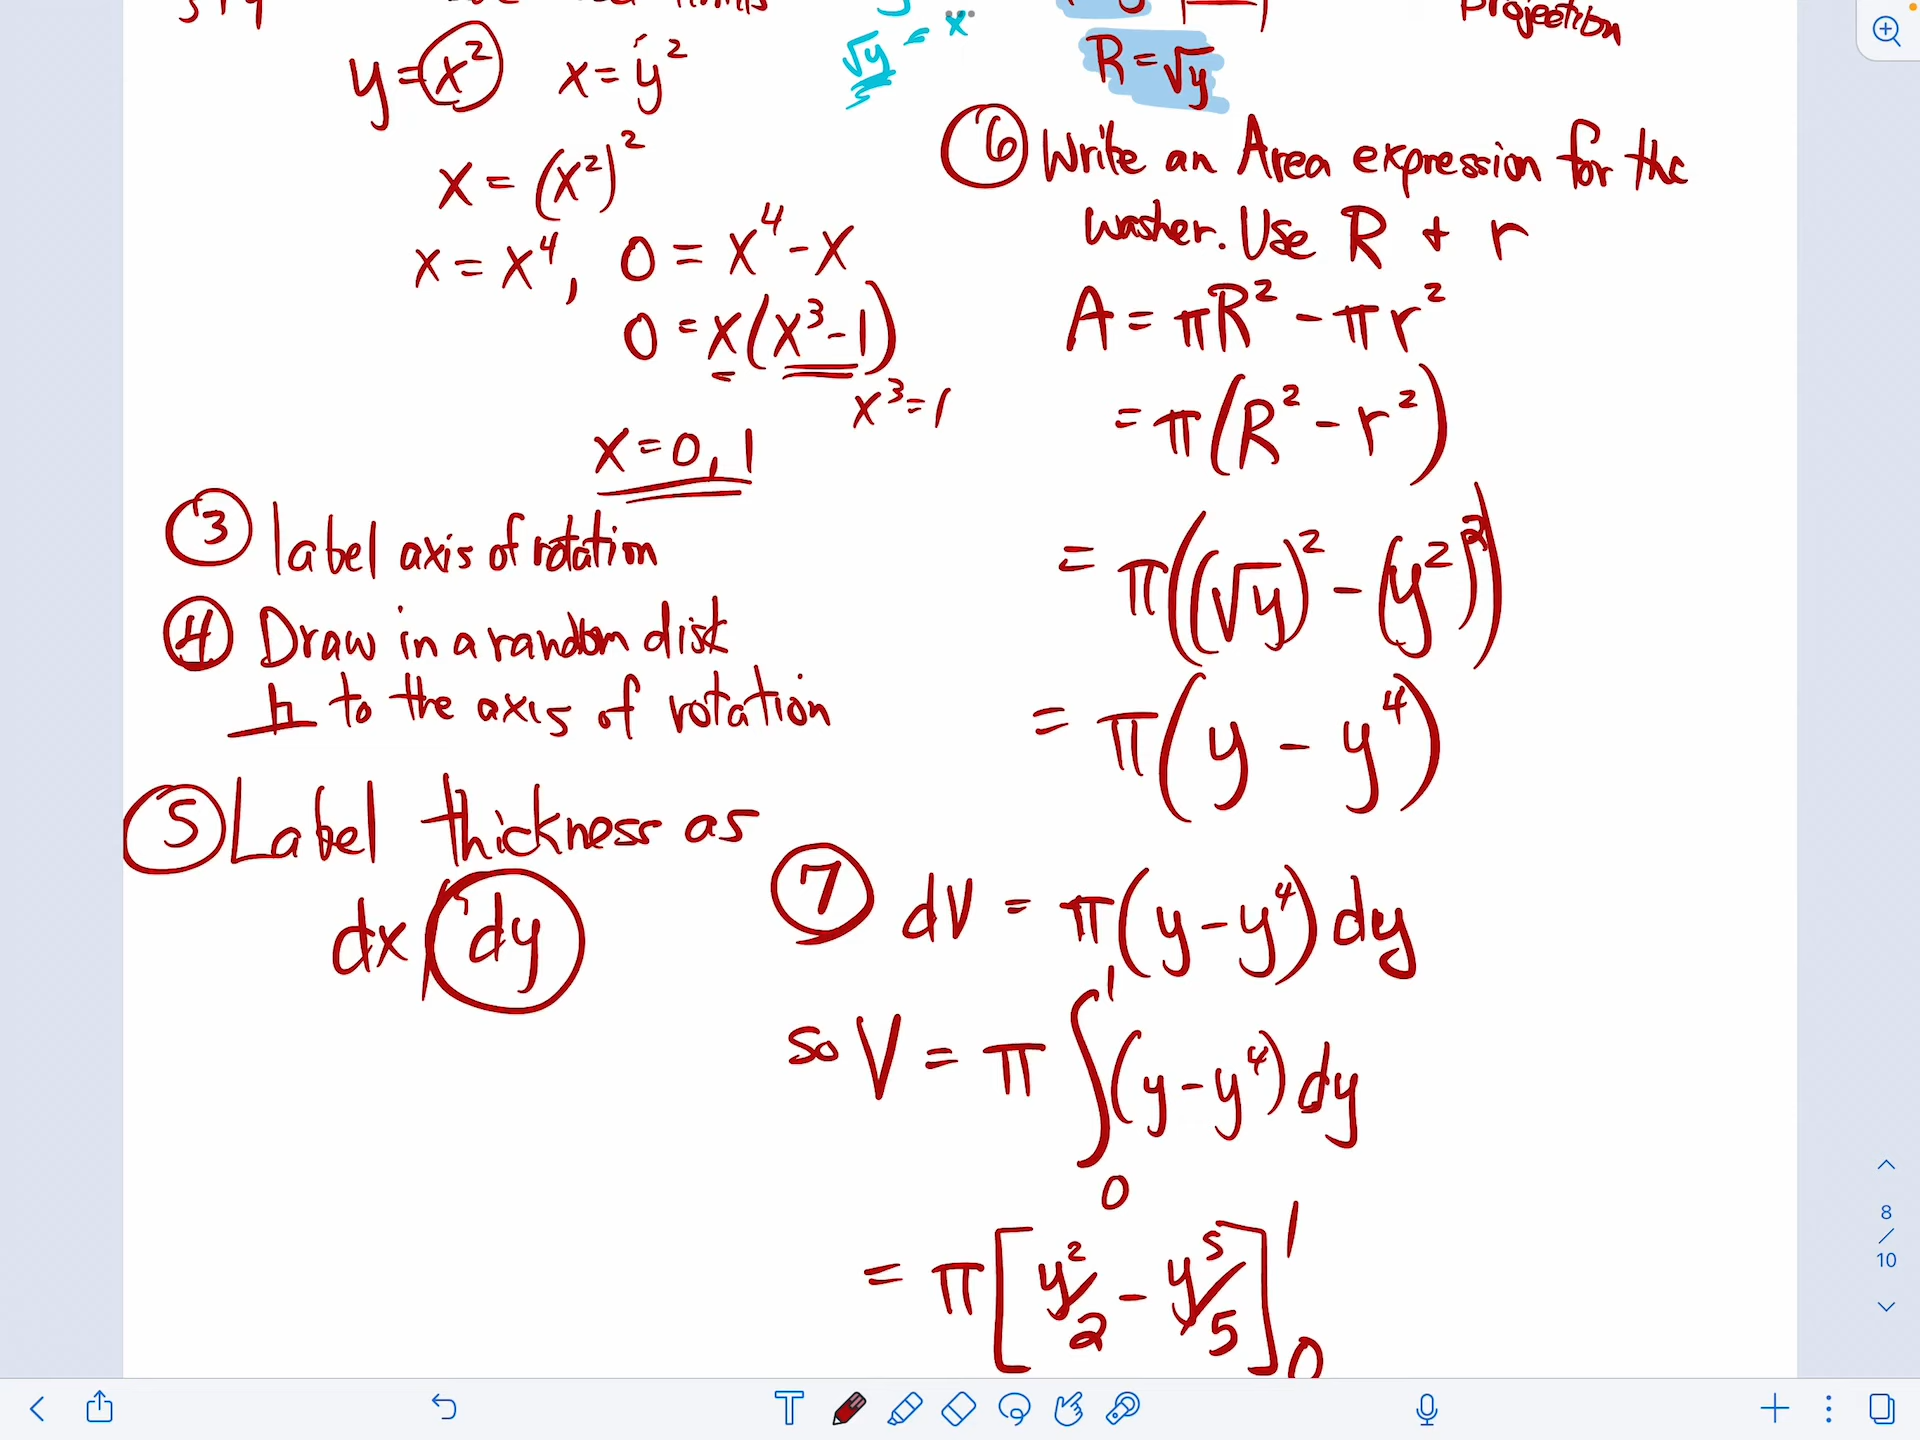 y = x² x = y²
x = (x²)²
x = x⁴, 0 = x⁴ - x
0 = x(x³-1)
x³ = 1
x = 0, 1
③ label axis of rotation
④ Draw in a random disk
⊥ to the axis of rotation
⑤ Label thickness as
dx/dy
√y = x
projection
R = √y
⑥ Write an Area expression for the
washer. Use R + r
A = πR² - πr²
= π(R² - r²)
= π((√y)² - (y²)²)
= π(y - y⁴)
⑦ dV = π(y-y⁴) dy
so V = π ∫₀¹ (y-y⁴) dy
= π[y²/2 - y⁵/5]₀¹
8
/
10
T